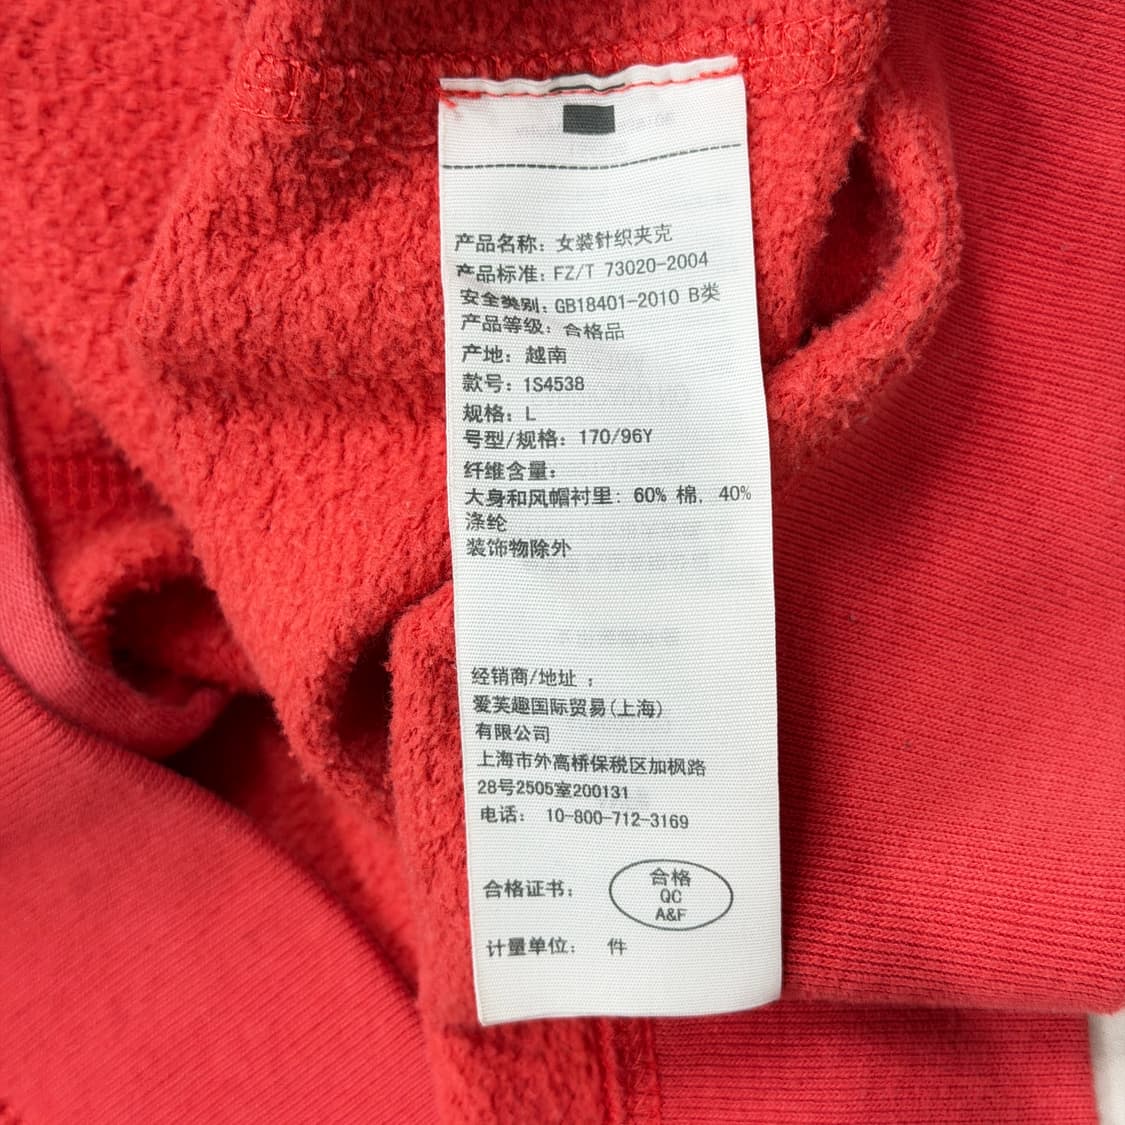 产品名称：女装针织夹克
产品标准：FZ/T 73020-2004
安全类别：GB18401-2010 B类
产品等级：合格品
产地：越南
款号：1S4538
规格：L
号型/规格：170/96Y
纤维含量：
大身和风帽衬里：60% 棉，40%
涤纶
装饰物除外
经销商/地址：
爱芙趣国际贸易(上海)
有限公司
上海市外高桥保税区加枫路
28号2505室200131
电话： 10-800-712-3169
合格证书：
合格
QC
A&F
计量单位： 件